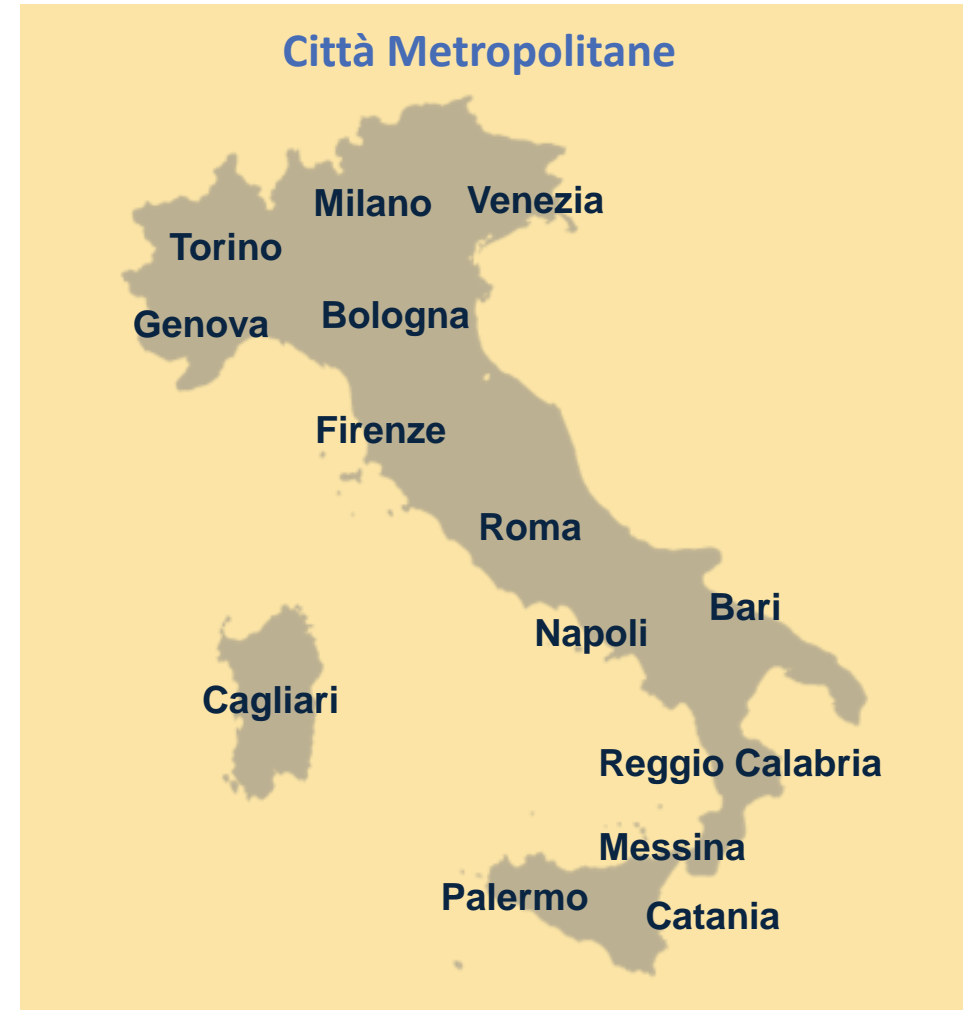 Città Metropolitane
Milano
Venezia
Torino
Genova
Bologna
Firenze
Roma
Bari
Napoli
Cagliari
Reggio Calabria
Messina
Palermo
Catania